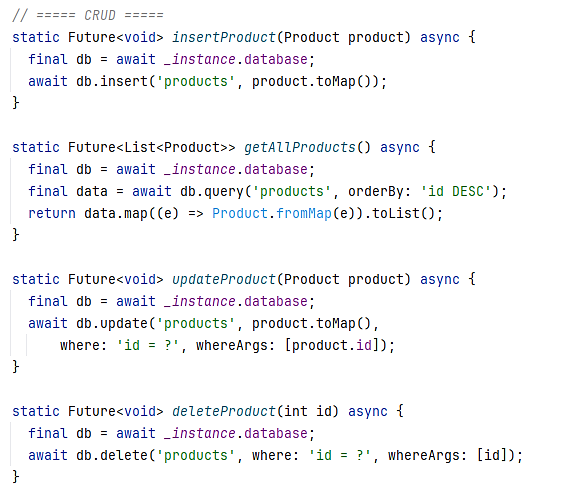 // ===== CRUD =====
static Future<void> insertProduct(Product product) async {
  final db = await _instance.database;
  await db.insert('products', product.toMap());
}

static Future<List<Product>> getAllProducts() async {
  final db = await _instance.database;
  final data = await db.query('products', orderBy: 'id DESC');
  return data.map((e) => Product.fromMap(e)).toList();
}

static Future<void> updateProduct(Product product) async {
  final db = await _instance.database;
  await db.update('products', product.toMap(),
      where: 'id = ?', whereArgs: [product.id]);
}

static Future<void> deleteProduct(int id) async {
  final db = await _instance.database;
  await db.delete('products', where: 'id = ?', whereArgs: [id]);
}